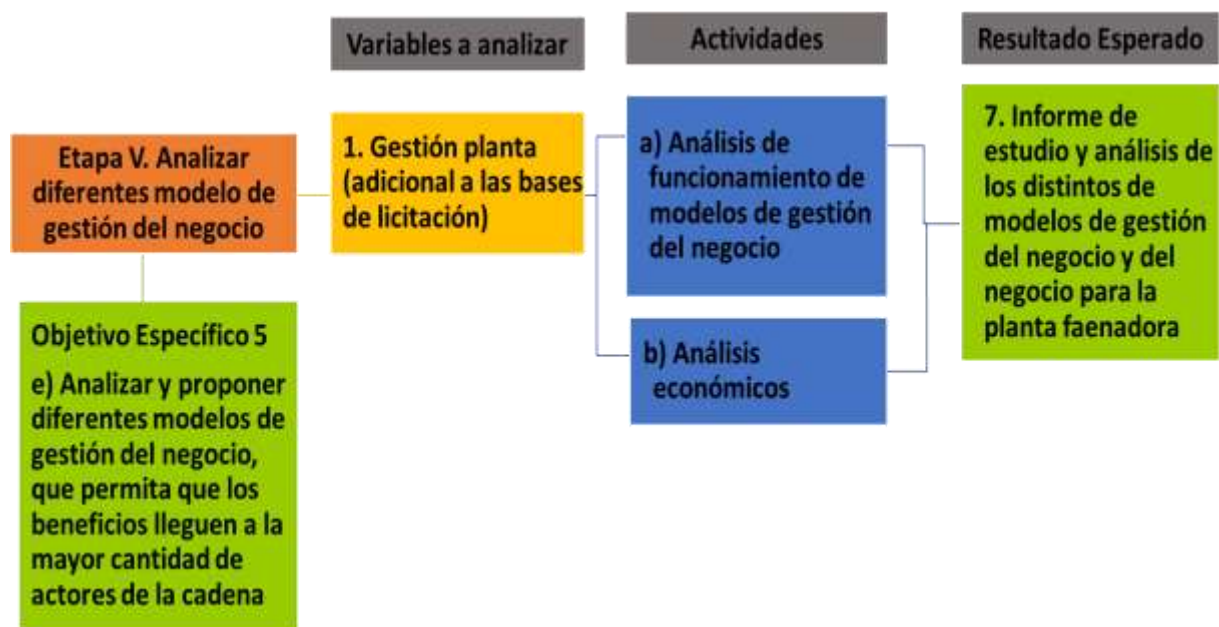 Variables a analizar
Actividades
Resultado Esperado
Etapa V. Analizar
diferentes modelo de
gestión del negocio
1. Gestión planta
(adicional a las bases
de licitación)
a) Análisis de
funcionamiento de
modelos de gestión
del negocio
b) Análisis
económicos
7. Informe de
estudio y análisis de
los distintos de
modelos de gestión
del negocio y del
negocio para la
planta faenadora
Objetivo Específico 5
e) Analizar y proponer
diferentes modelos de
gestión del negocio,
que permita que los
beneficios lleguen a la
mayor cantidad de
actores de la cadena